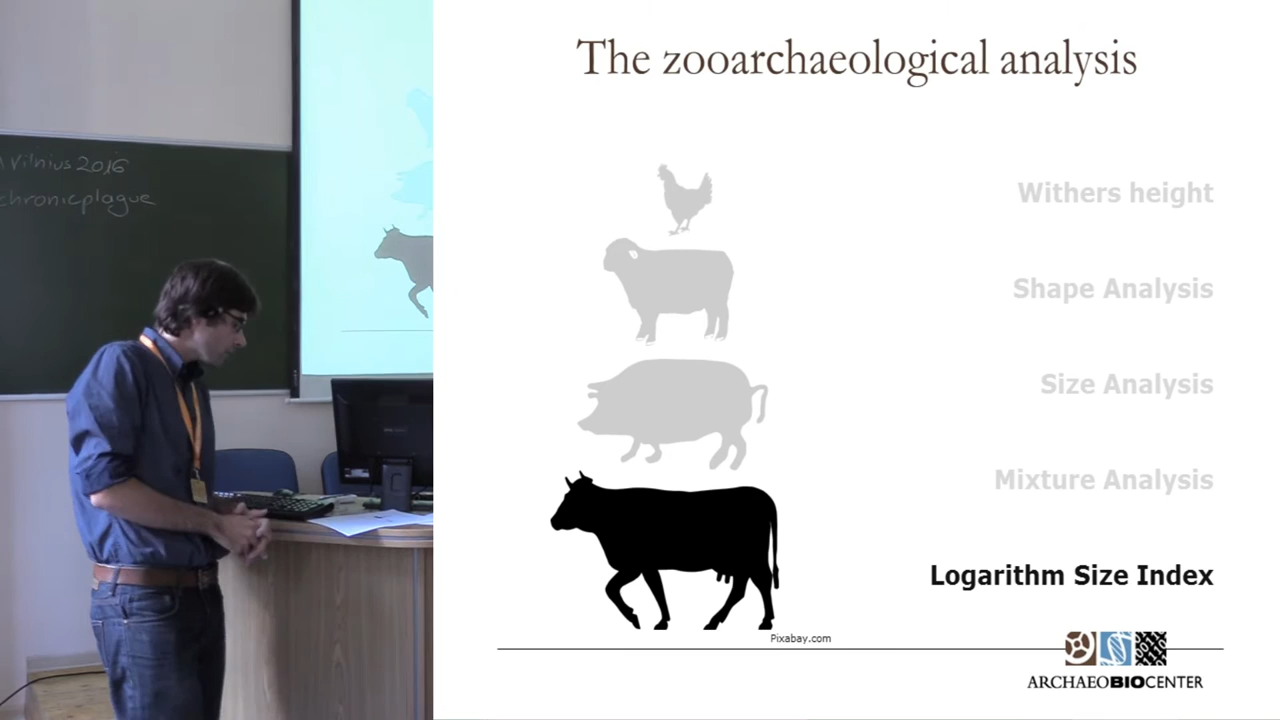 Vilnius 2016
chronicplague
The zooarchaeological analysis
Withers height
Shape Analysis
Size Analysis
Mixture Analysis
Logarithm Size Index
Pixabay.com
ARCHAEOBIOCENTER